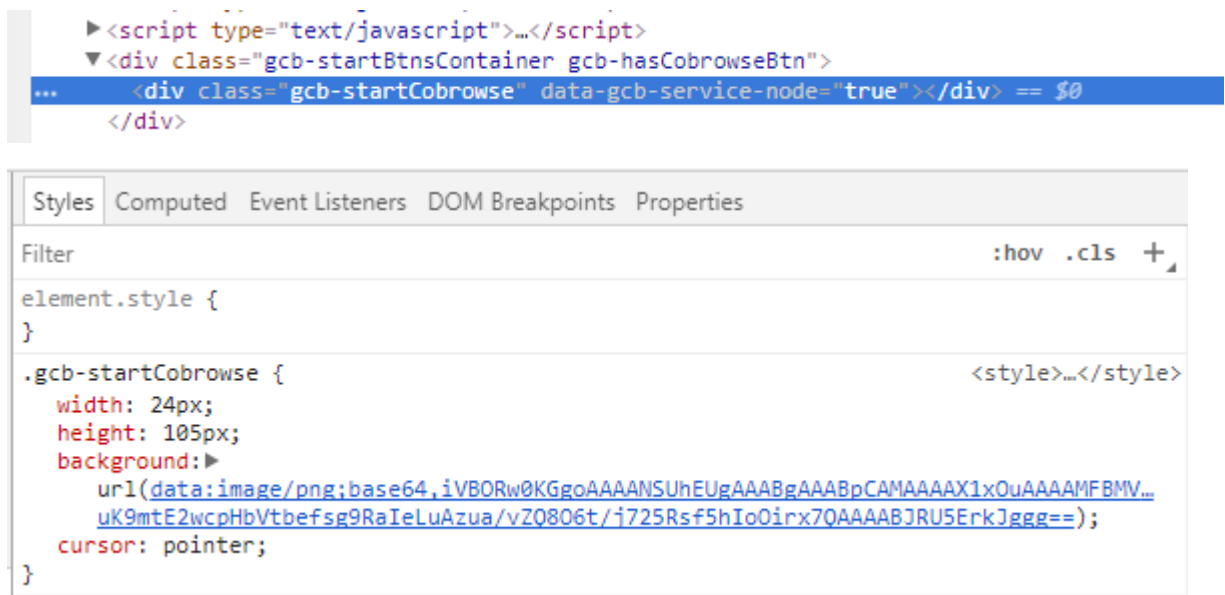 ▶<script type="text/javascript">…</script>
▼<div class="gcb-startBtnsContainer gcb-hasCobrowseBtn">
... <div class="gcb-startCobrowse" data-gcb-service-node="true"></div> == $0
</div>
Styles Computed Event Listeners DOM Breakpoints Properties
Filter :hov .cls +
element.style {
}
.gcb-startCobrowse { <style>…</style>
width: 24px;
height: 105px;
background:▶
url(data:image/png;base64,iVBORw0KGgoAAAANSUhEUgAAABgAAABpCAMAAAAX1xOuAAAAMFBMV…
uK9mtE2wcpHbVtbefsg9RaIeLuAzua/vZQ8O6t/j725Rsf5hIoOirx7QAAAABJRU5ErkJggg==);
cursor: pointer;
}